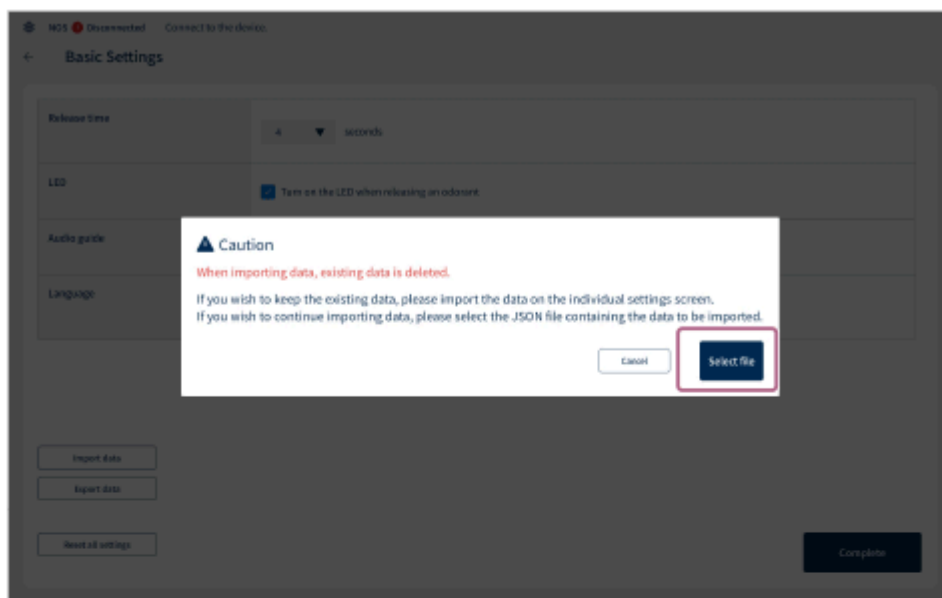 NOS Disconnected Connect to the device.
← Basic Settings
Release time
4 ▼ seconds
LED
Turn on the LED when releasing an odorant
Audio guide
Language
Caution
When importing data, existing data is deleted.
If you wish to keep the existing data, please import the data on the individual settings screen.
If you wish to continue importing data, please select the JSON file containing the data to be imported.
Cancel
Select file
Import data
Export data
Reset all settings
Complete